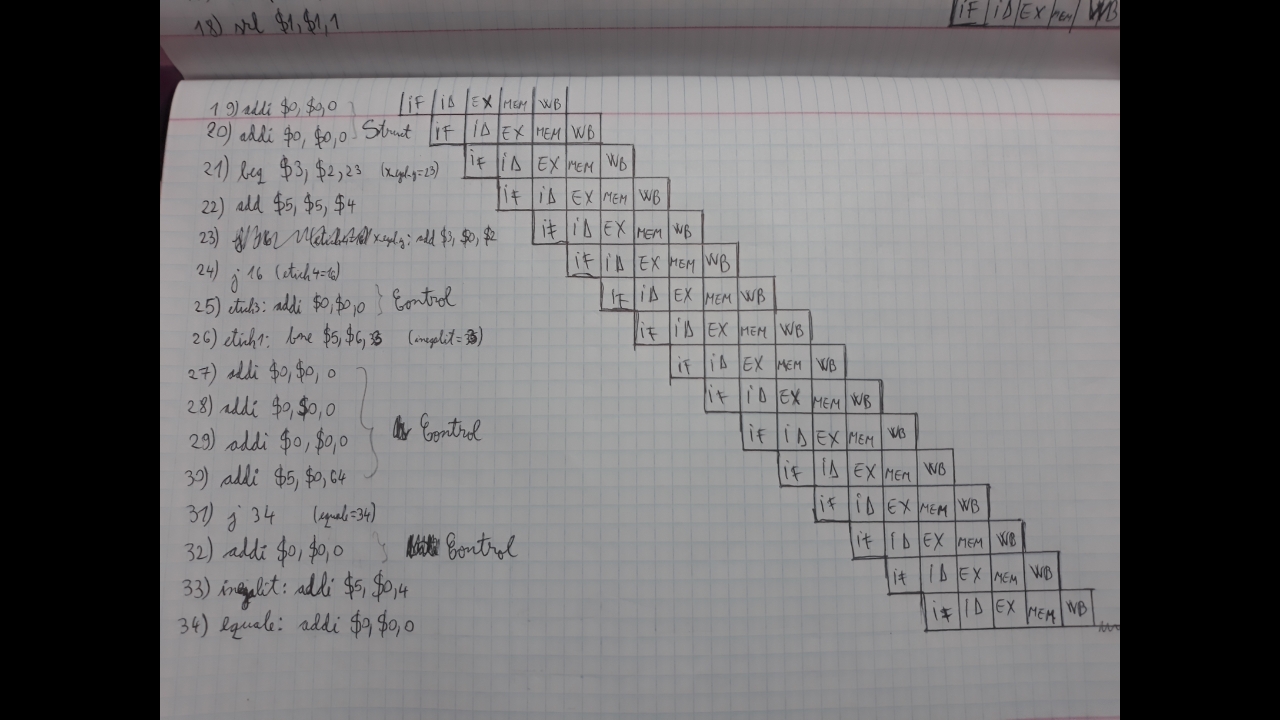 18) srl $1,$1,1 IF ID EX MEM WB
19) addi $0,$0,0 IF ID EX MEM WB
20) addi $0,$0,0 Struct IF ID EX MEM WB
21) beq $3,$2,23 IF ID EX MEM WB
22) add $5,$5,$4 IF ID EX MEM WB
23) : add $3,$0,$2 IF ID EX MEM WB
24) j 16 (etich4=16) IF ID EX MEM WB
25) etich3: addi $0,$0,0 Control IF ID EX MEM WB
26) etich1: bne $5,$6,33 (inegalit=33) IF ID EX MEM WB
27) addi $0,$0,0 IF ID EX MEM WB
28) addi $0,$0,0 IF ID EX MEM WB
29) addi $0,$0,0 Control IF ID EX MEM WB
30) addi $5,$0,64 IF ID EX MEM WB
31) j 34 (equale=34) IF ID EX MEM WB
32) addi $0,$0,0 Control IF ID EX MEM WB
33) inegalit: addi $5,$0,4 IF ID EX MEM WB
34) equale: addi $0,$0,0 IF ID EX MEM WB